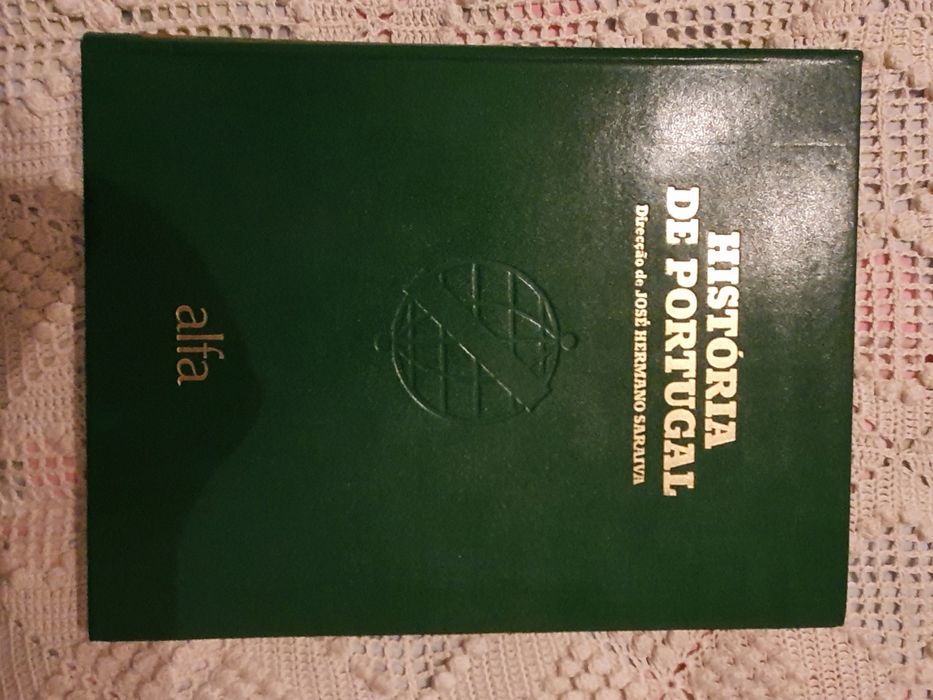 HISTÓRIA
DE PORTUGAL
Direcção de JOSÉ HERMANO SARAIVA
alfa